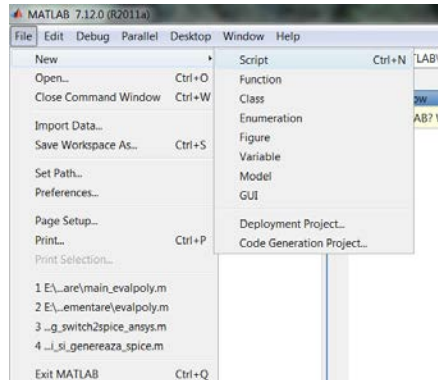 MATLAB 7.12.0 (R2011a)
File Edit Debug Parallel Desktop Window Help
New
Open... Ctrl+O
Close Command Window Ctrl+W
Import Data...
Save Workspace As... Ctrl+S
Set Path...
Preferences...
Page Setup...
Print... Ctrl+P
Print Selection...
1 E:\...are\main_evalpoly.m
2 E:\...ementare\evalpoly.m
3 ...g_switch2spice_ansys.m
4 ...i_si_genereaza_spice.m
Exit MATLAB Ctrl+Q
Script Ctrl+N
Function
Class
Enumeration
Figure
Variable
Model
GUI
Deployment Project...
Code Generation Project...
TLAB\
ow
AB?